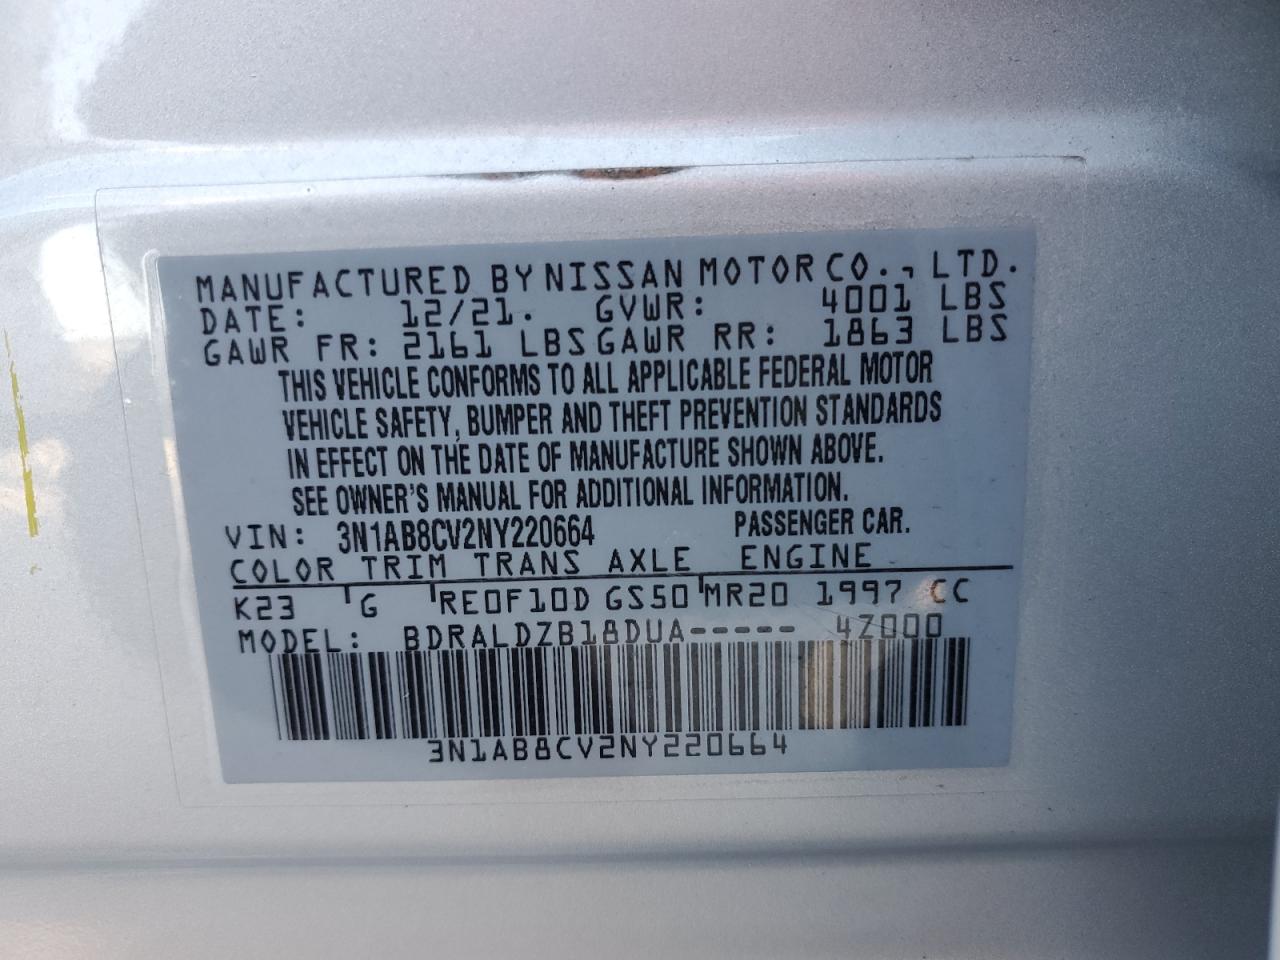 MANUFACTURED BY NISSAN MOTOR CO., LTD.
DATE: 12/21. GVWR: 4001 LBS
GAWR FR: 2161 LBS GAWR RR: 1863 LBS
THIS VEHICLE CONFORMS TO ALL APPLICABLE FEDERAL MOTOR
VEHICLE SAFETY, BUMPER AND THEFT PREVENTION STANDARDS
IN EFFECT ON THE DATE OF MANUFACTURE SHOWN ABOVE.
SEE OWNER'S MANUAL FOR ADDITIONAL INFORMATION.
VIN: 3N1AB8CV2NY220664 PASSENGER CAR.
COLOR TRIM TRANS AXLE ENGINE
K23 G RE0F10D GS50 MR20 1997 CC
MODEL: BDRALDZB18DUA----- 4Z000
3N1AB8CV2NY220664